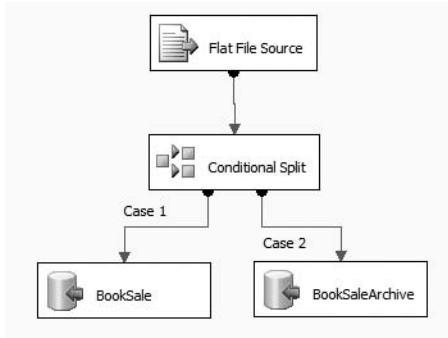 Flat File Source
Conditional Split
Case 1
Case 2
BookSale
BookSaleArchive